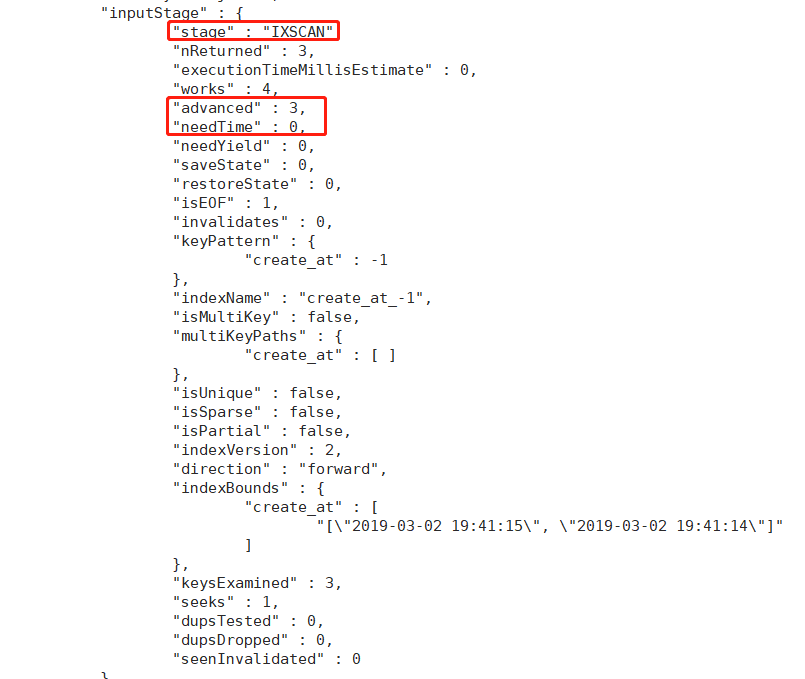 "inputStage" : {
"stage" : "IXSCAN"
"nReturned" : 3,
"executionTimeMillisEstimate" : 0,
"works" : 4,
"advanced" : 3,
"needTime" : 0,
"needYield" : 0,
"saveState" : 0,
"restoreState" : 0,
"isEOF" : 1,
"invalidates" : 0,
"keyPattern" : {
"create_at" : -1
},
"indexName" : "create_at_-1",
"isMultiKey" : false,
"multiKeyPaths" : {
"create_at" : [ ]
},
"isUnique" : false,
"isSparse" : false,
"isPartial" : false,
"indexVersion" : 2,
"direction" : "forward",
"indexBounds" : {
"create_at" : [
"[\"2019-03-02 19:41:15\", \"2019-03-02 19:41:14\"]"
]
},
"keysExamined" : 3,
"seeks" : 1,
"dupsTested" : 0,
"dupsDropped" : 0,
"seenInvalidated" : 0
}